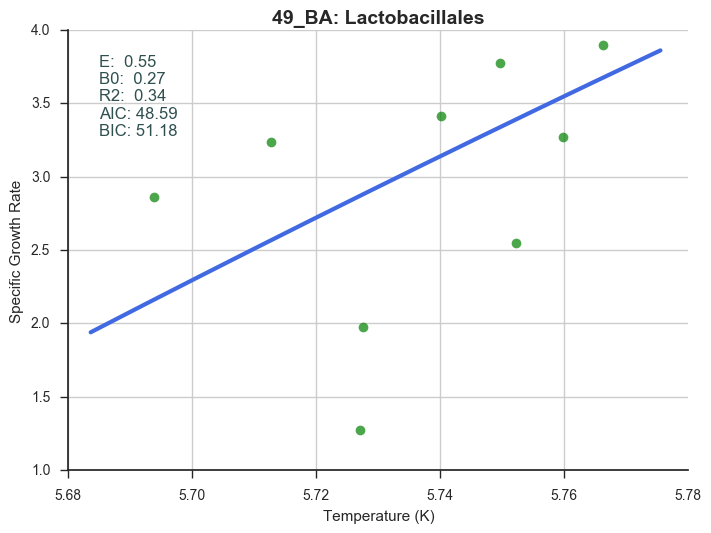 49_BA: Lactobacillales
E:  0.55
B0:  0.27
R2:  0.34
AIC: 48.59
BIC: 51.18
4.0
3.5
3.0
2.5
2.0
1.5
1.0
Specific Growth Rate
5.68 5.70 5.72 5.74 5.76 5.78
Temperature (K)